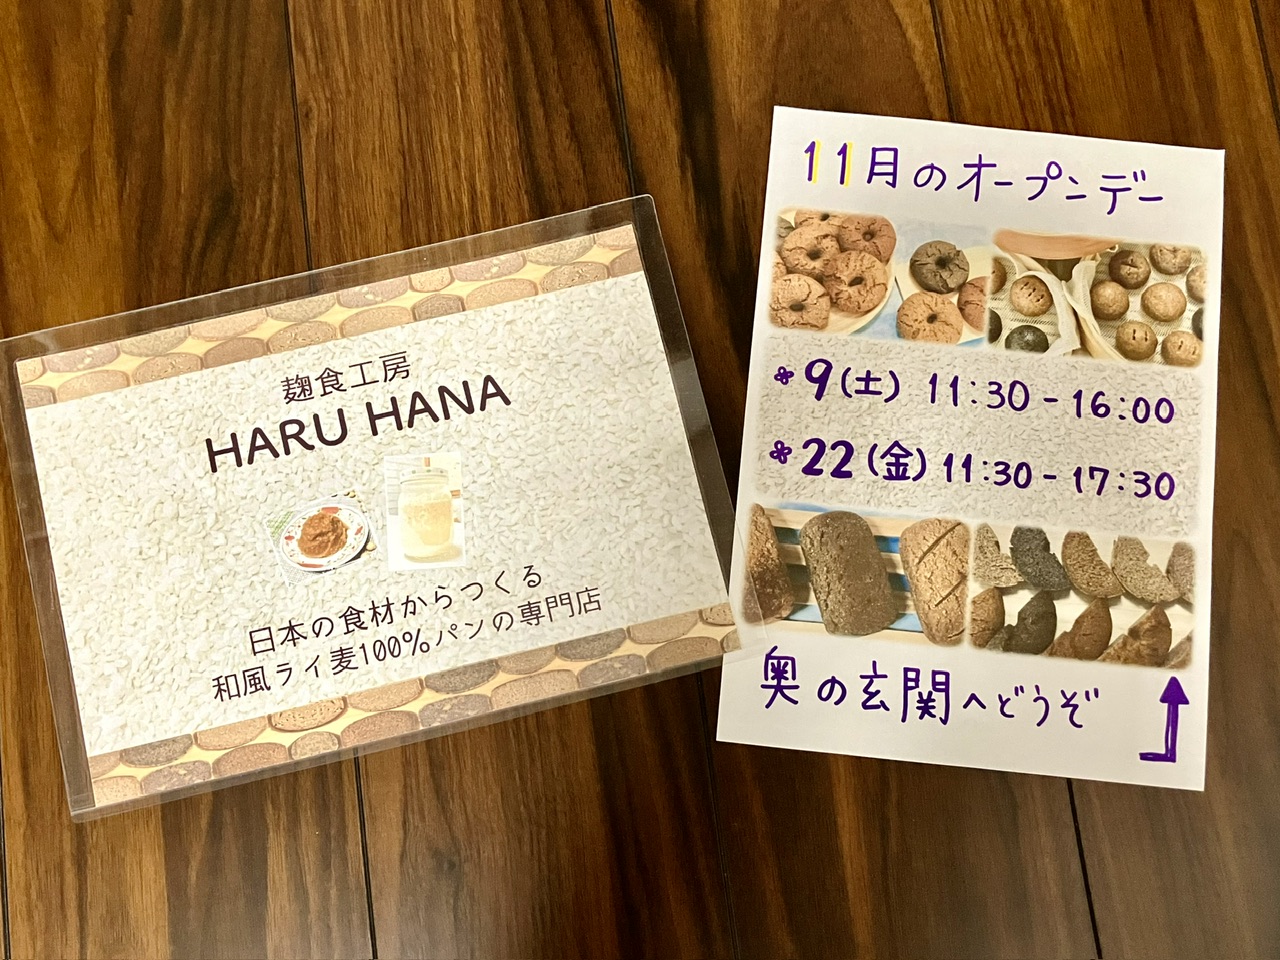 麹食工房
HARU HANA
日本の食材からつくる
和風ライ麦100%パンの専門店
11月のオープンデー
9(土) 11:30-16:00
22(金) 11:30-17:30
奥の玄関へどうぞ